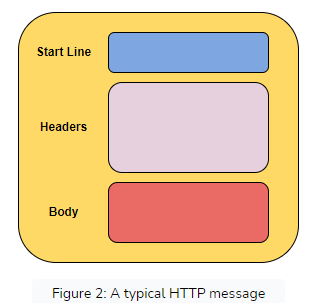 Start Line
Headers
Body
Figure 2: A typical HTTP message